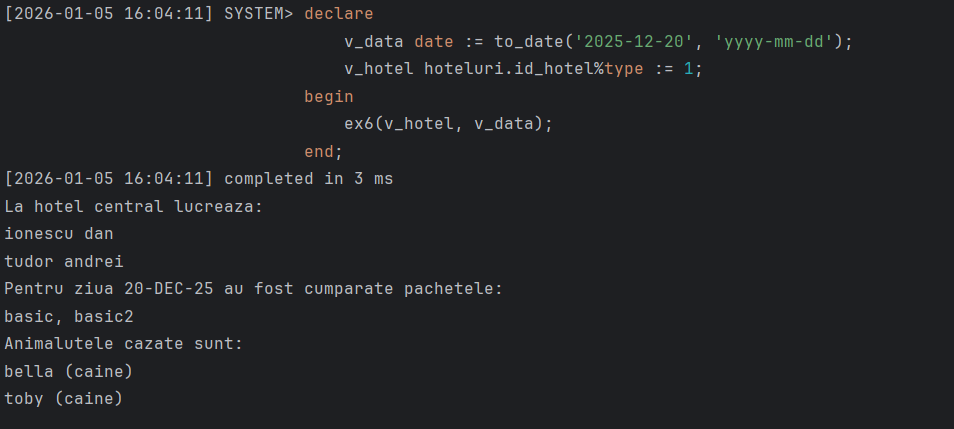 [2026-01-05 16:04:11] SYSTEM> declare
v_data date := to_date('2025-12-20', 'yyyy-mm-dd');
v_hotel hoteluri.id_hotel%type := 1;
begin
ex6(v_hotel, v_data);
end;
[2026-01-05 16:04:11] completed in 3 ms
La hotel central lucreaza:
ionescu dan
tudor andrei
Pentru ziua 20-DEC-25 au fost cumparate pachetele:
basic, basic2
Animalutele cazate sunt:
bella (caine)
toby (caine)